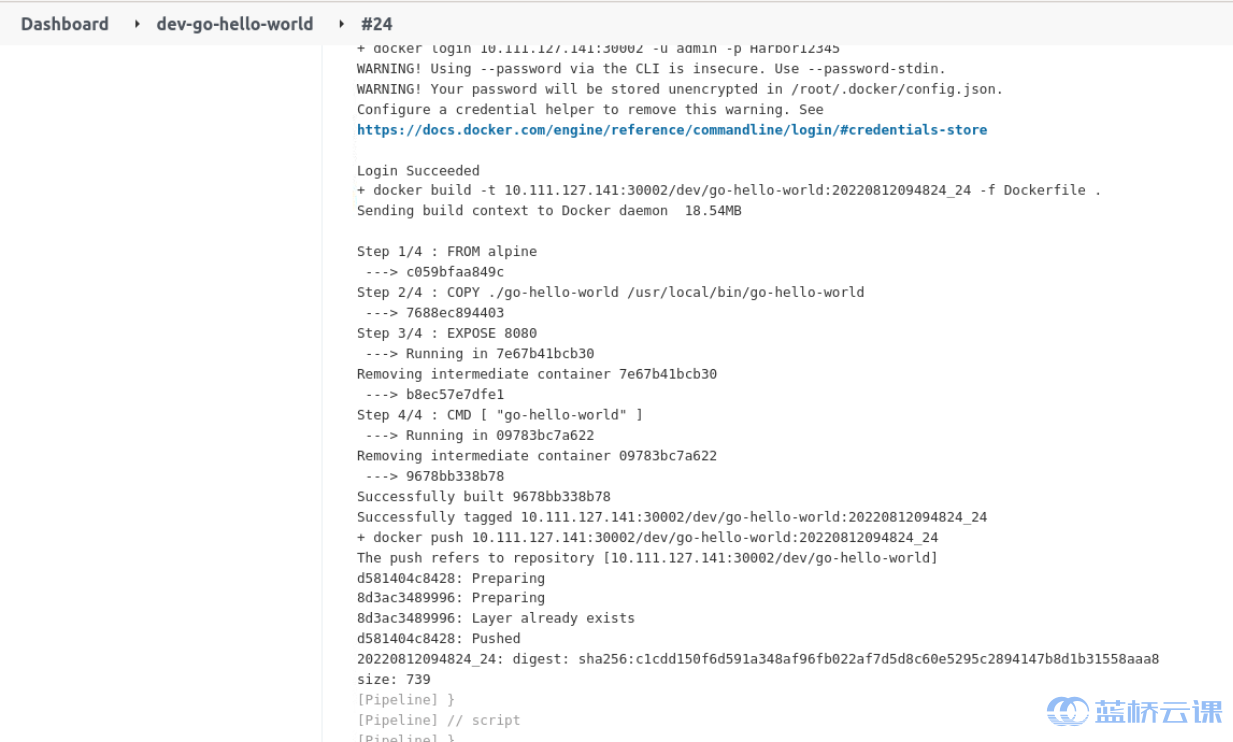 Dashboard ‣ dev-go-hello-world ‣ #24
+ docker login 10.111.127.141:30002 -u admin -p Harbor12345
WARNING! Using --password via the CLI is insecure. Use --password-stdin.
WARNING! Your password will be stored unencrypted in /root/.docker/config.json.
Configure a credential helper to remove this warning. See
https://docs.docker.com/engine/reference/commandline/login/#credentials-store
Login Succeeded
+ docker build -t 10.111.127.141:30002/dev/go-hello-world:20220812094824_24 -f Dockerfile .
Sending build context to Docker daemon  18.54MB
Step 1/4 : FROM alpine
 ---> c059bfaa849c
Step 2/4 : COPY ./go-hello-world /usr/local/bin/go-hello-world
 ---> 7688ec894403
Step 3/4 : EXPOSE 8080
 ---> Running in 7e67b41bcb30
Removing intermediate container 7e67b41bcb30
 ---> b8ec57e7dfe1
Step 4/4 : CMD [ "go-hello-world" ]
 ---> Running in 09783bc7a622
Removing intermediate container 09783bc7a622
 ---> 9678bb338b78
Successfully built 9678bb338b78
Successfully tagged 10.111.127.141:30002/dev/go-hello-world:20220812094824_24
+ docker push 10.111.127.141:30002/dev/go-hello-world:20220812094824_24
The push refers to repository [10.111.127.141:30002/dev/go-hello-world]
d581404c8428: Preparing
8d3ac3489996: Preparing
8d3ac3489996: Layer already exists
d581404c8428: Pushed
20220812094824_24: digest: sha256:c1cdd150f6d591a348af96fb022af7d5d8c60e5295c2894147b8d1b31558aaa8
size: 739
[Pipeline] }
[Pipeline] // script
[Pipeline] }
蓝桥云课